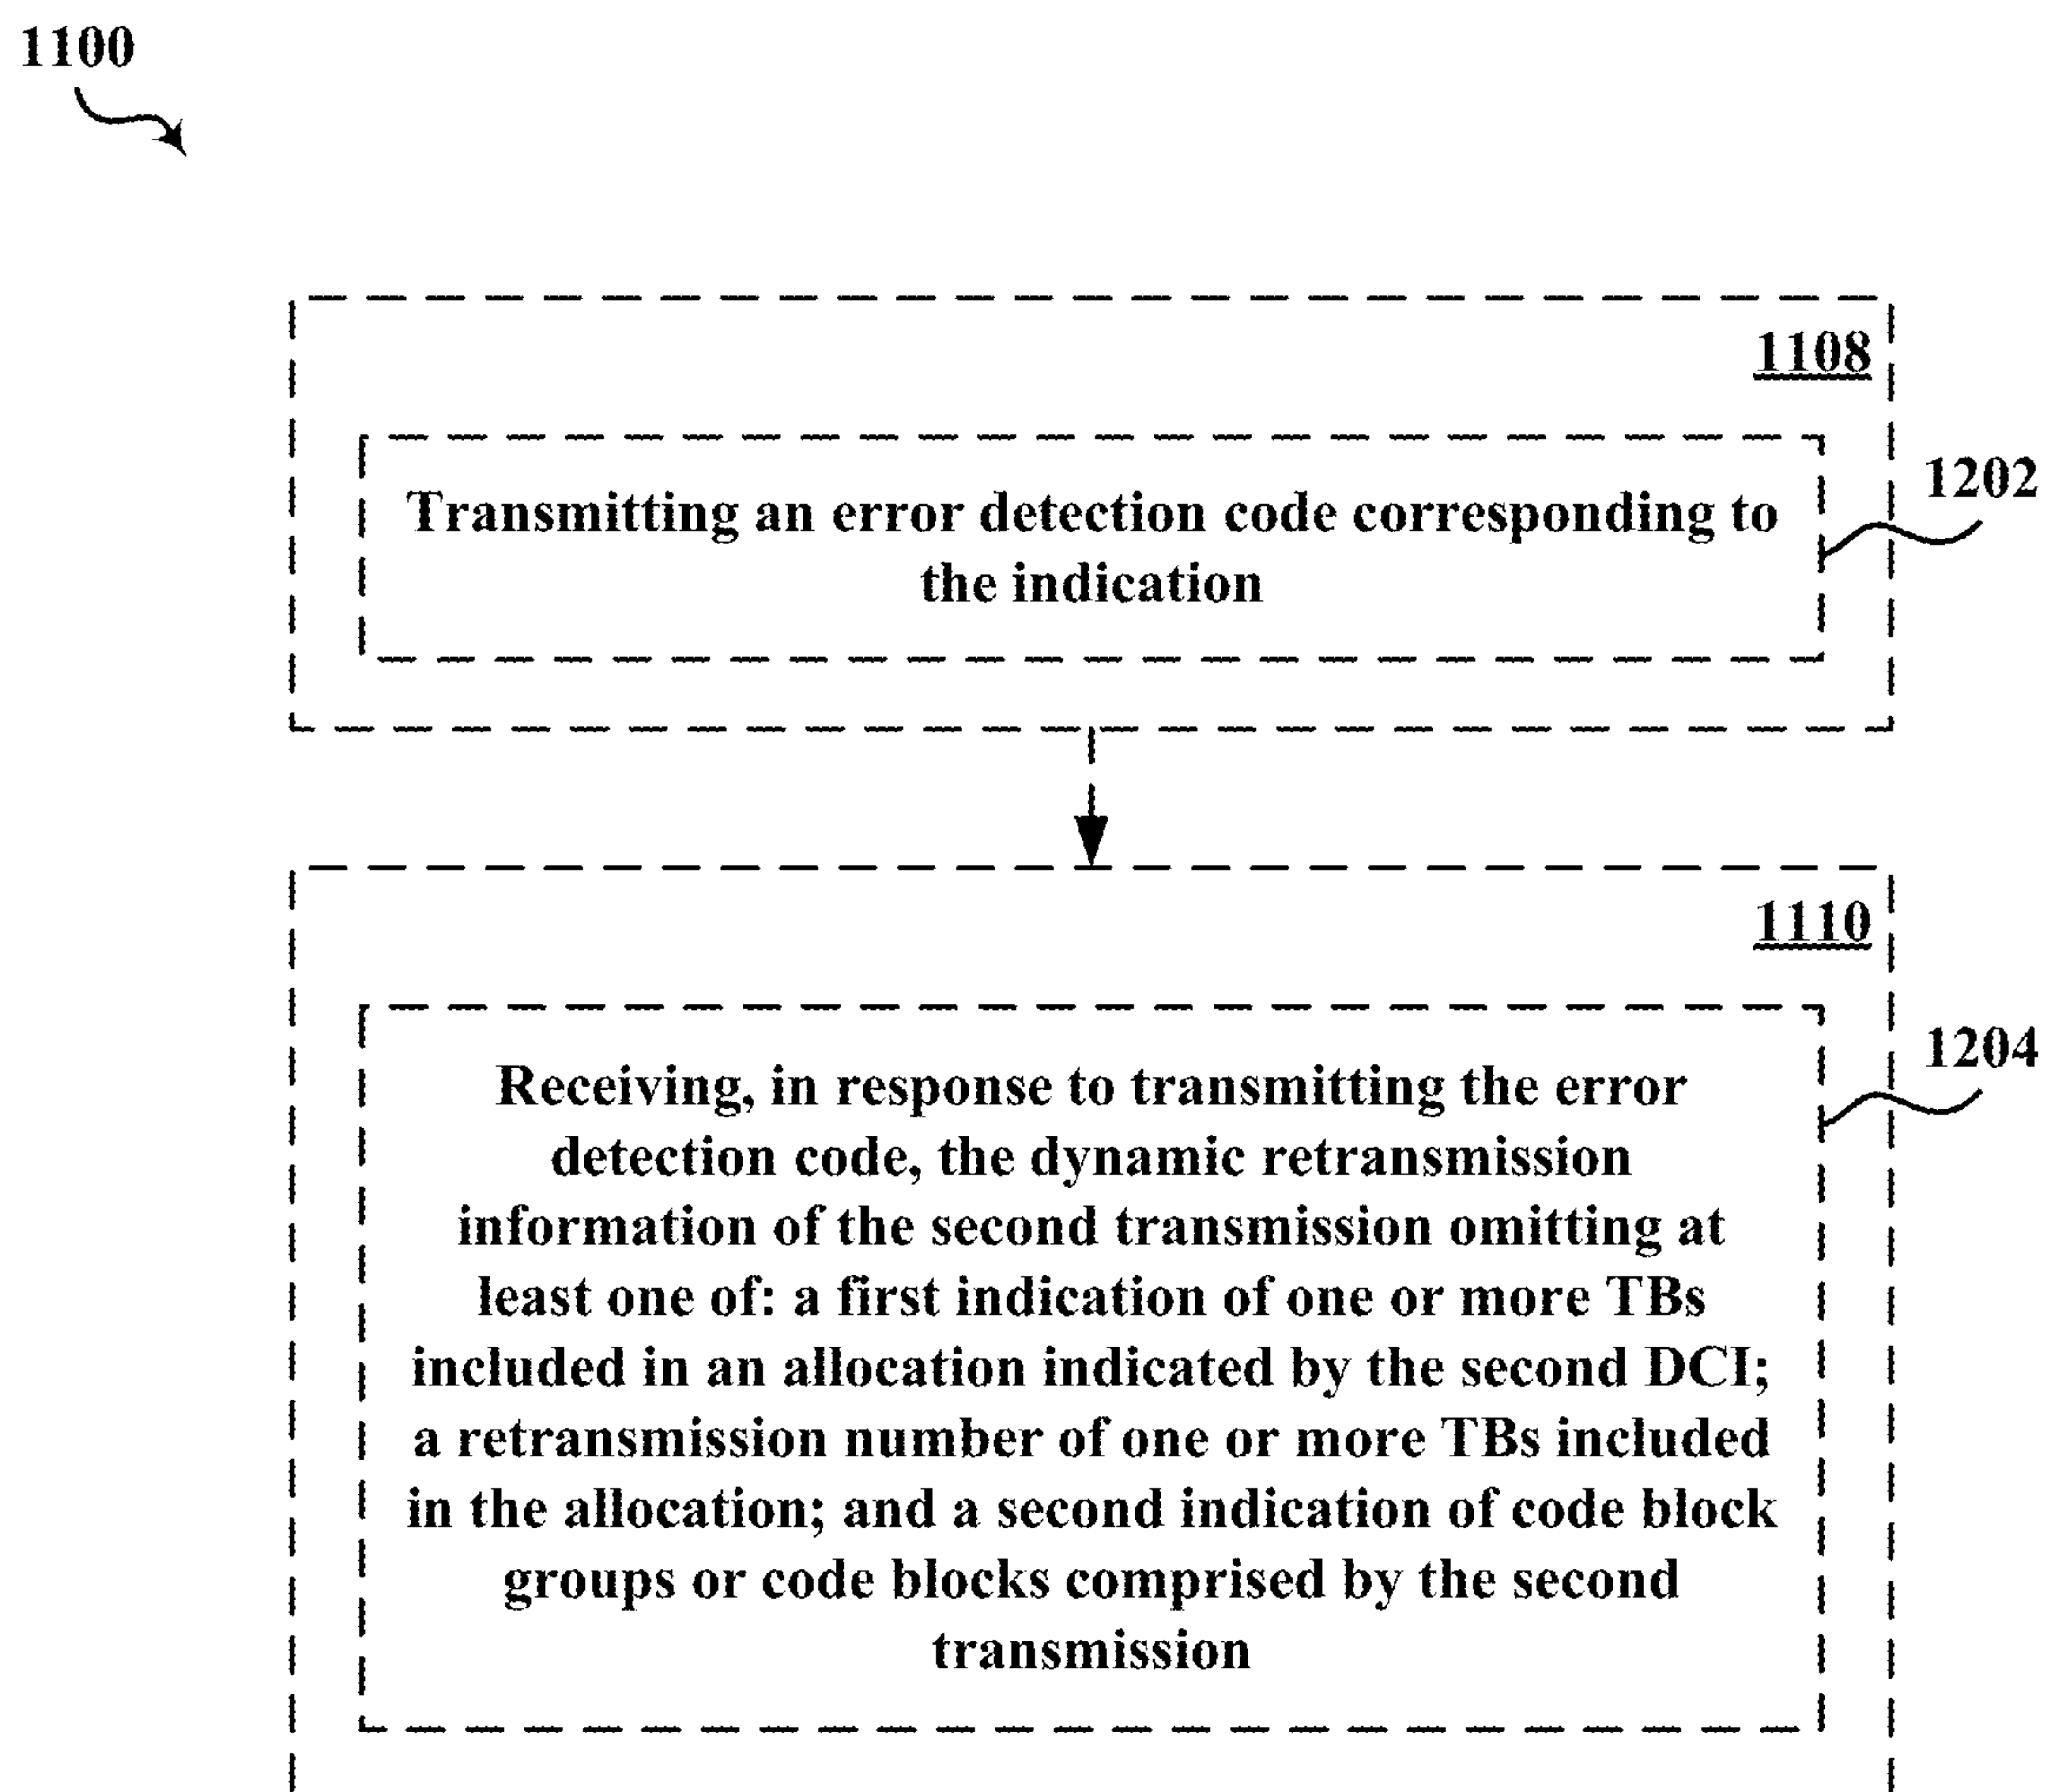 1100
1108
1202
Transmitting an error detection code corresponding to
the indication
1110
1204
Receiving, in response to transmitting the error
detection code, the dynamic retransmission
information of the second transmission omitting at
least one of: a first indication of one or more TBs
included in an allocation indicated by the second DCI;
a retransmission number of one or more TBs included
in the allocation; and a second indication of code block
groups or code blocks comprised by the second
transmission